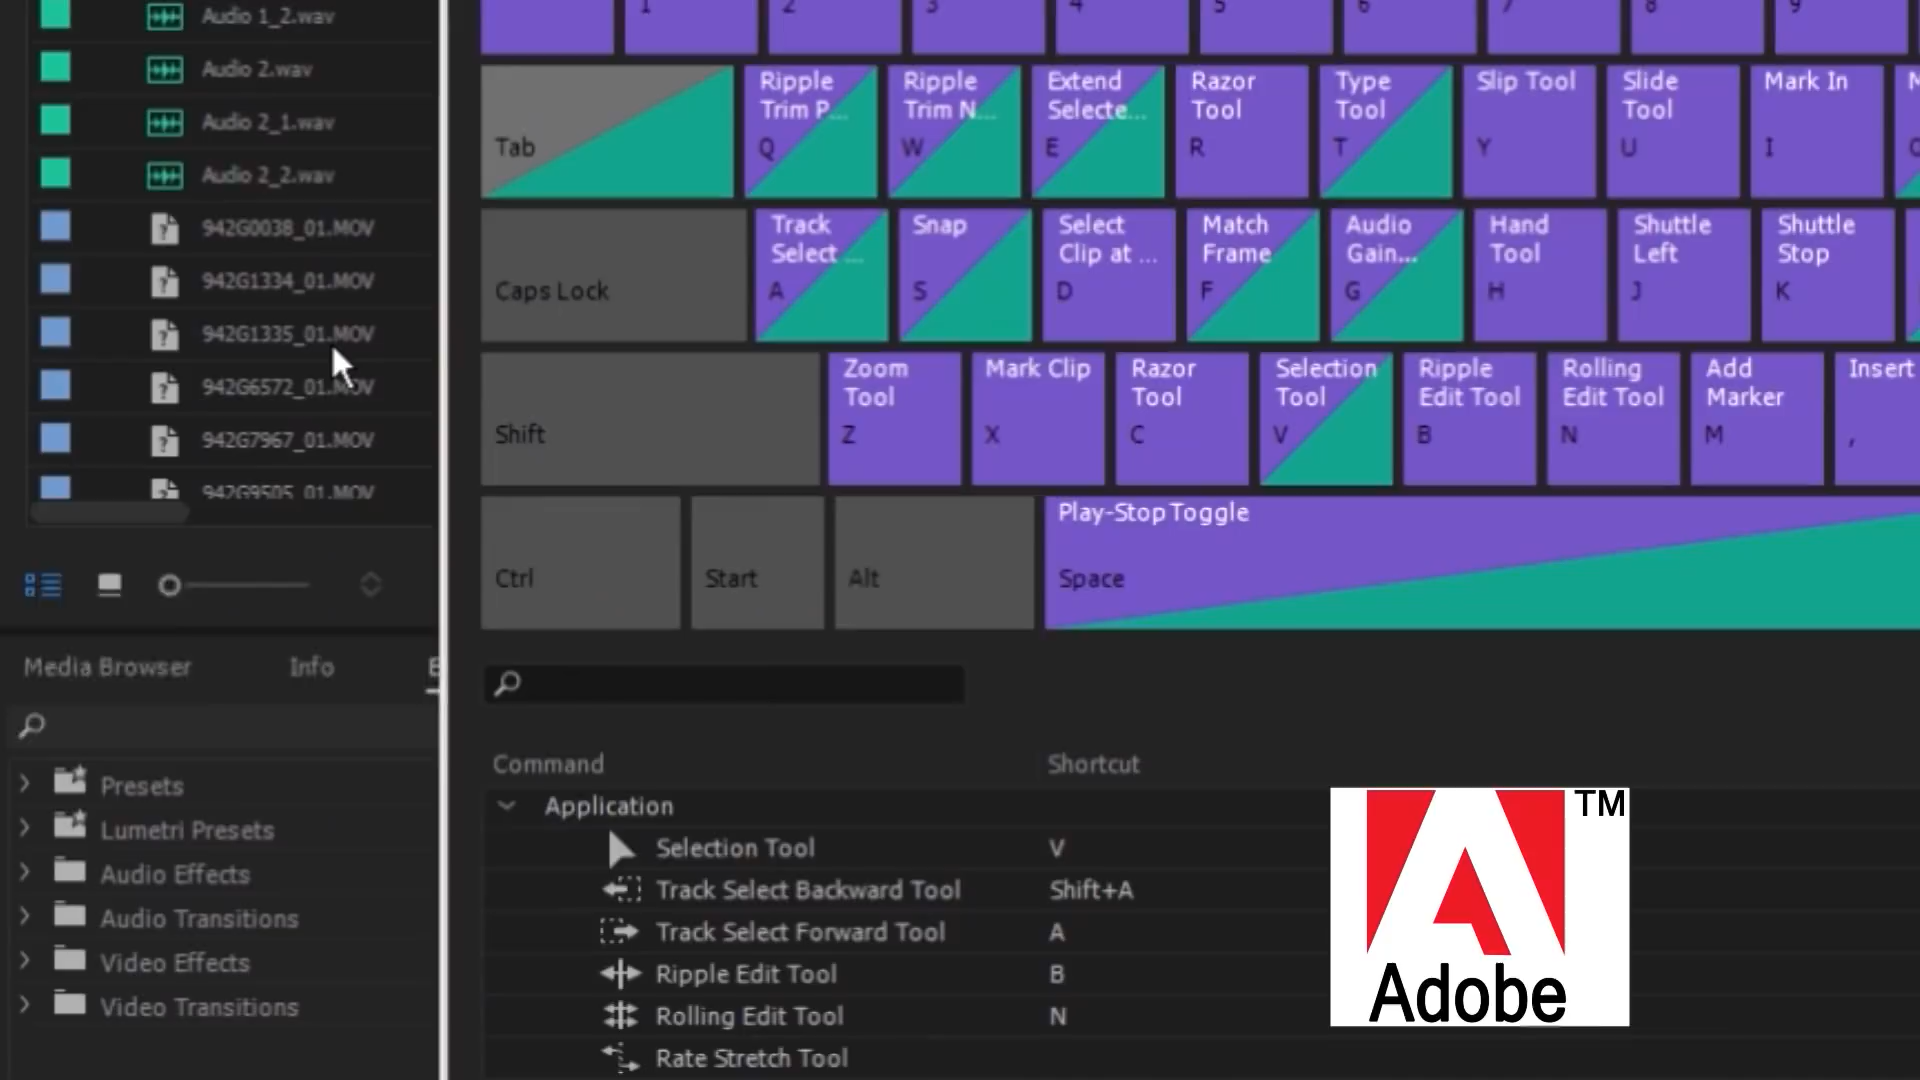 Audio 1_2.wav
Audio 2.wav
Audio 2_1.wav
Audio 2_2.wav
942G0038_01.MOV
942G1334_01.MOV
942G1335_01.MOV
942G6572_01.MOV
942G7967_01.MOV
942G9505_01.MOV
Media Browser Info
Presets
Lumetri Presets
Audio Effects
Audio Transitions
Video Effects
Video Transitions
1 2 3 4 5 6 7 8 9
Tab
Ripple
Trim P...
Q
Ripple
Trim N...
W
Extend
Selecte...
E
Razor
Tool
R
Type
Tool
T
Slip Tool
Y
Slide
Tool
U
Mark In
I
Caps Lock
Track
Select ...
A
Snap
S
Select
Clip at ...
D
Match
Frame
F
Audio
Gain...
G
Hand
Tool
H
Shuttle
Left
J
Shuttle
Stop
K
Shift
Zoom
Tool
Z
Mark Clip
X
Razor
Tool
C
Selection
Tool
V
Ripple
Edit Tool
B
Rolling
Edit Tool
N
Add
Marker
M
Insert
,
Ctrl
Start
Alt
Play-Stop Toggle
Space
Command Shortcut
Application
Selection Tool V
Track Select Backward Tool Shift+A
Track Select Forward Tool A
Ripple Edit Tool B
Rolling Edit Tool N
Rate Stretch Tool
TM
Adobe